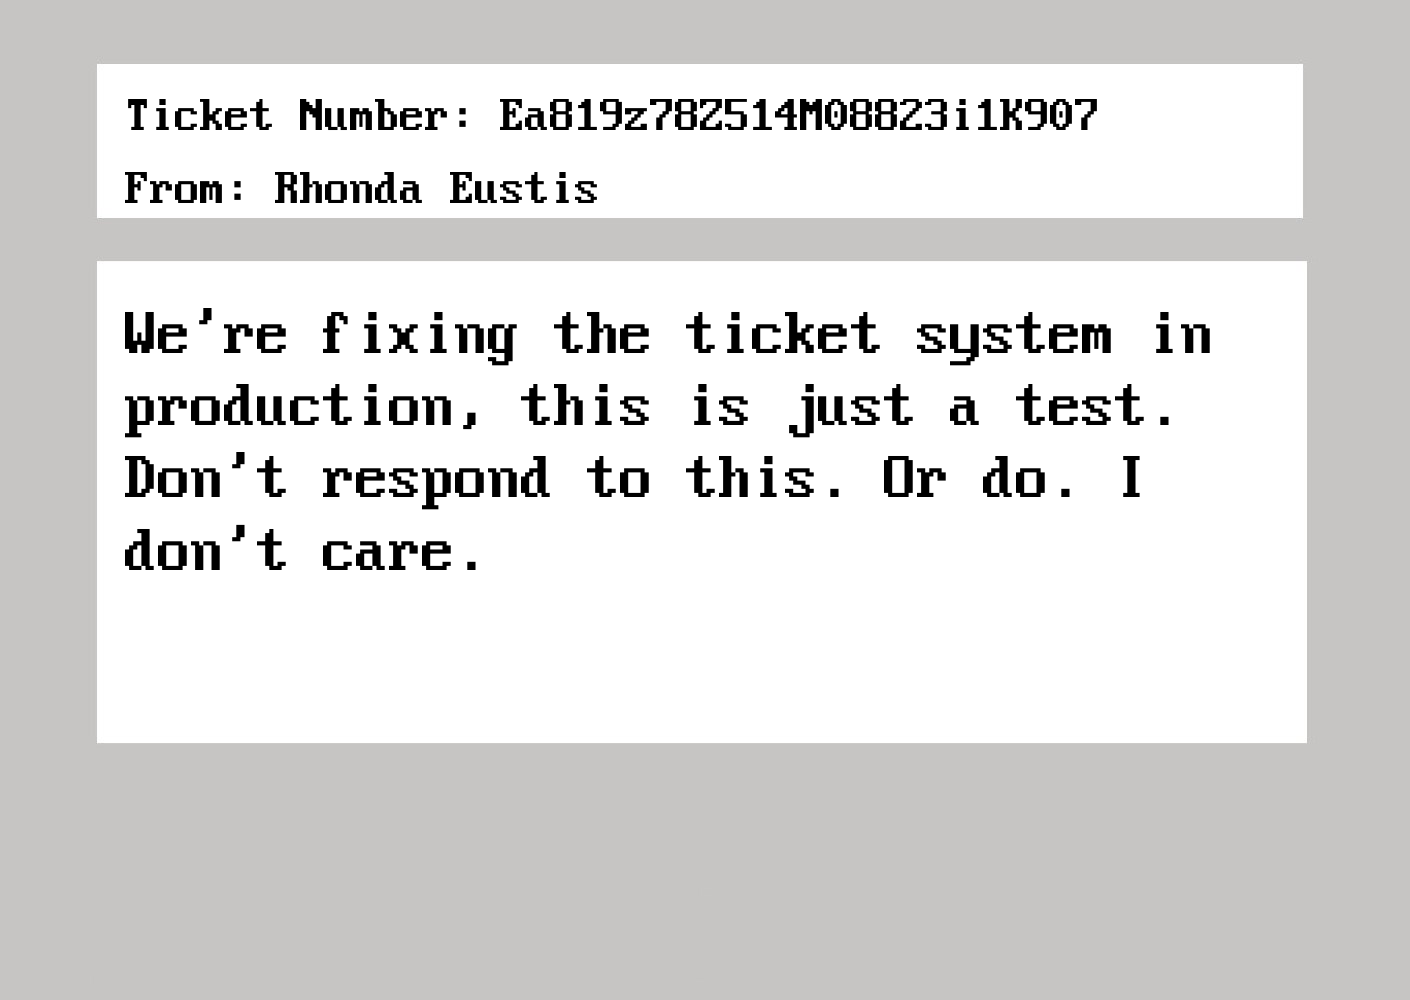 Ticket Number: Ea819z78Z514M08823i1K907
From: Rhonda Eustis
We're fixing the ticket system in
production, this is just a test.
Don't respond to this. Or do. I
don't care.